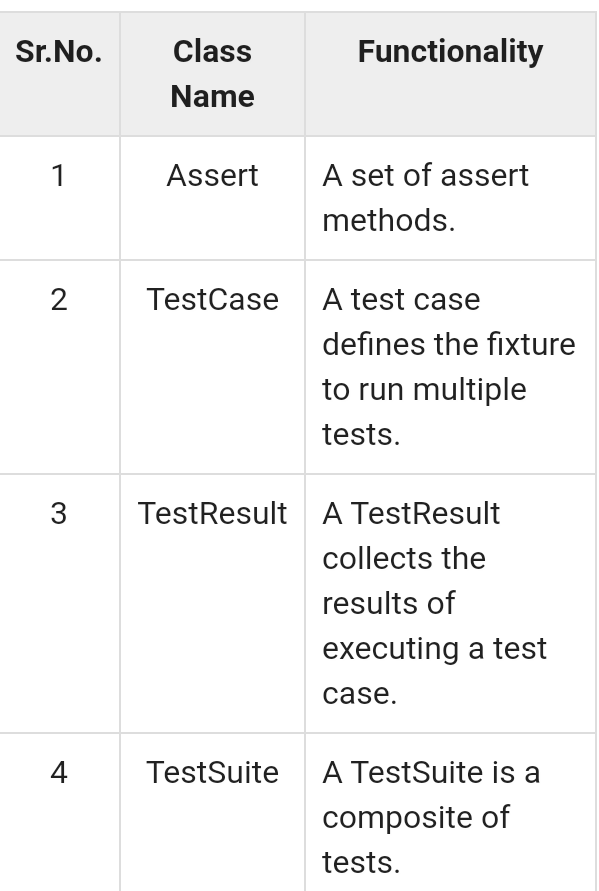 Sr.No. Class Name Functionality
1 Assert A set of assert
methods.
2 TestCase A test case
defines the fixture
to run multiple
tests.
3 TestResult A TestResult
collects the
results of
executing a test
case.
4 TestSuite A TestSuite is a
composite of
tests.